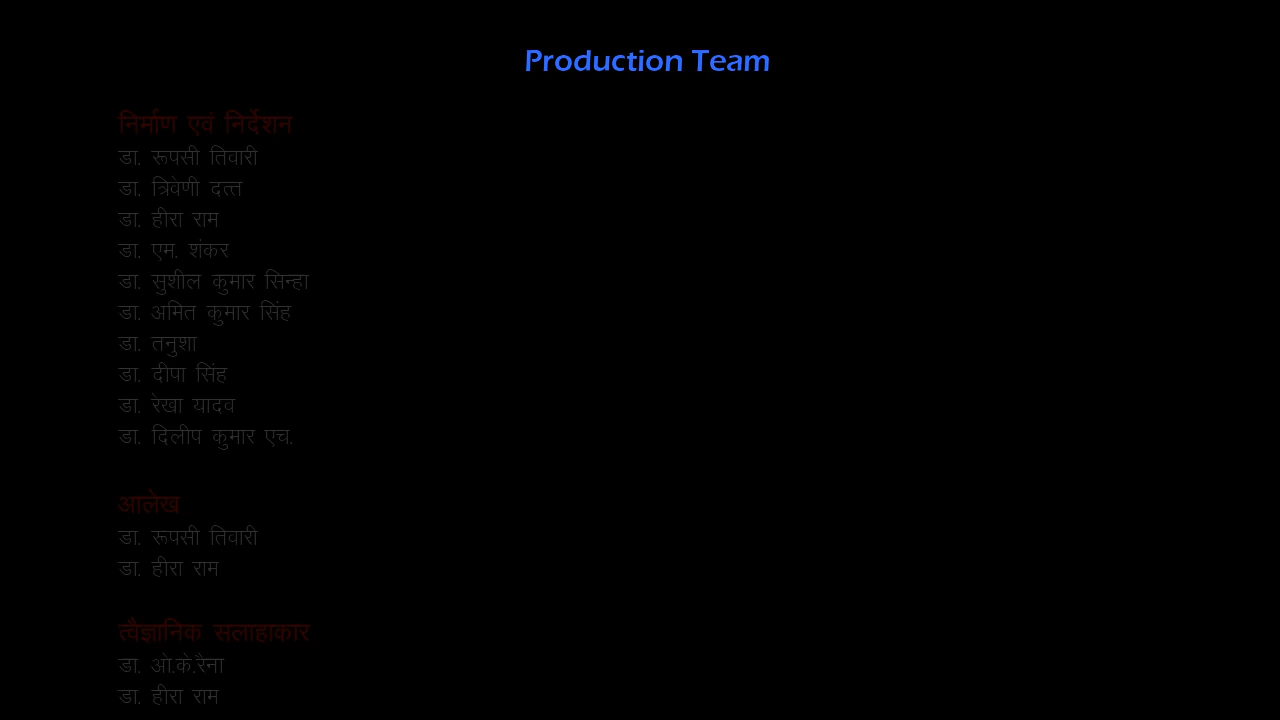 Production Team
निर्माण एवं निर्देशन
डा. रूपसी तिवारी
डा. त्रिवेणी दत्त
डा. हीरा राम
डा. एम. शंकर
डा. सुशील कुमार सिन्हा
डा. अमित कुमार सिंह
डा. तनुशा
डा. दीपा सिंह
डा. रेखा यादव
डा. दिलीप कुमार एच.
आलेख
डा. रूपसी तिवारी
डा. हीरा राम
त्वैज्ञानिक सलाहाकार
डा. ओ.के.रैना
डा. हीरा राम